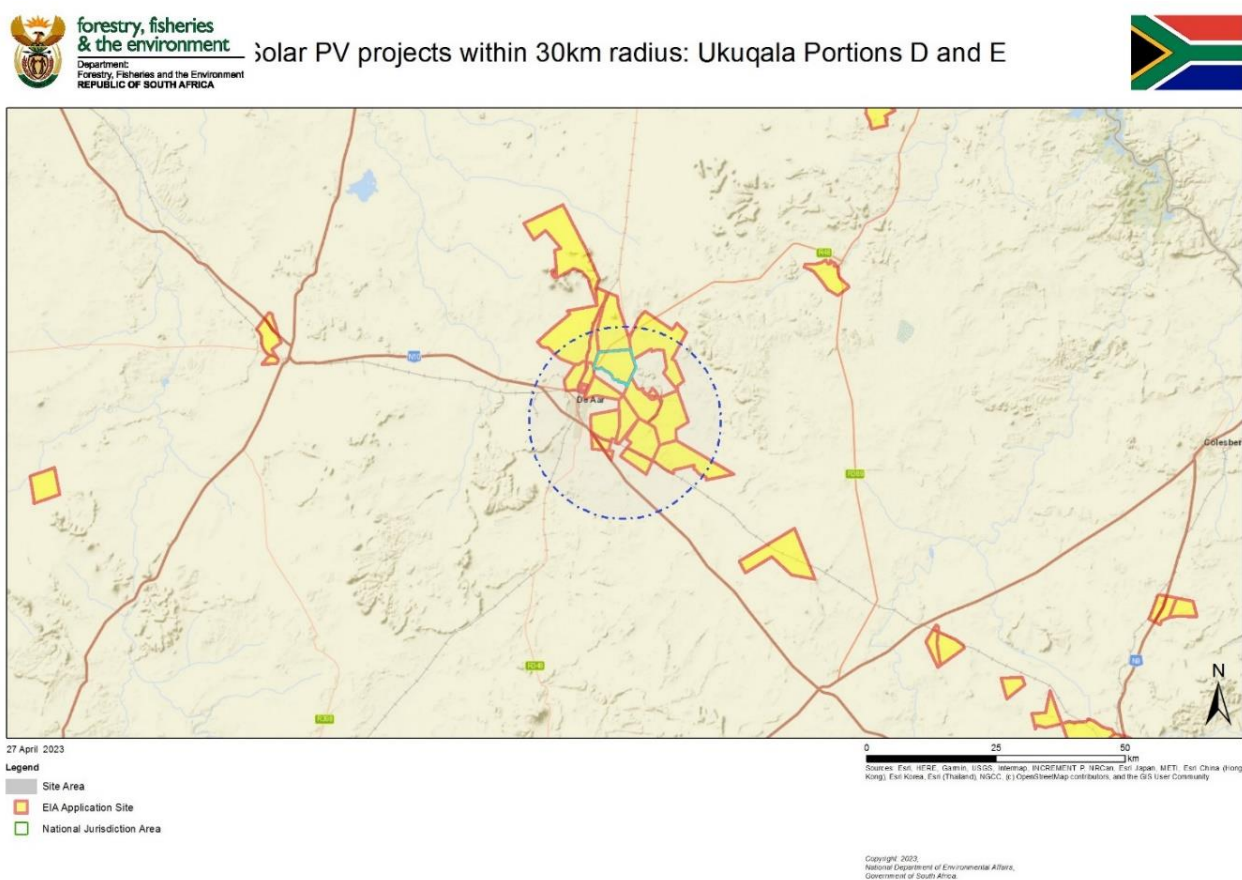 forestry, fisheries
& the environment
Department:
Forestry, Fisheries and the Environment
REPUBLIC OF SOUTH AFRICA
Solar PV projects within 30km radius: Ukuqala Portions D and E
N10
De Aar
Colesber
N
27 April 2023
Legend
Site Area
EIA Application Site
National Jurisdiction Area
0 25 50
km
Sources: Esri, HERE, Garmin, USGS, Intermap, INCREMENT P, NRCan, Esri Japan, METI, Esri China (Hong
Kong), Esri Korea, Esri (Thailand), NGCC, (c) OpenStreetMap contributors, and the GIS User Community
Copyright: 2023,
National Department of Environmental Affairs,
Government of South Africa.